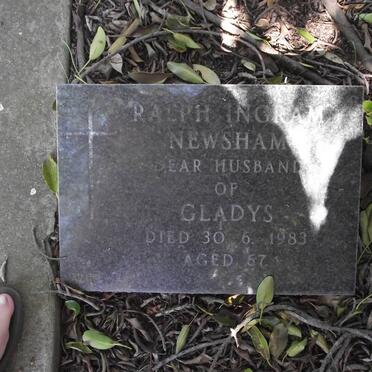 RALPH INGRAM
NEWSHAM
DEAR HUSBAND
OF
GLADYS
DIED 30. 6. 1983
AGED 67